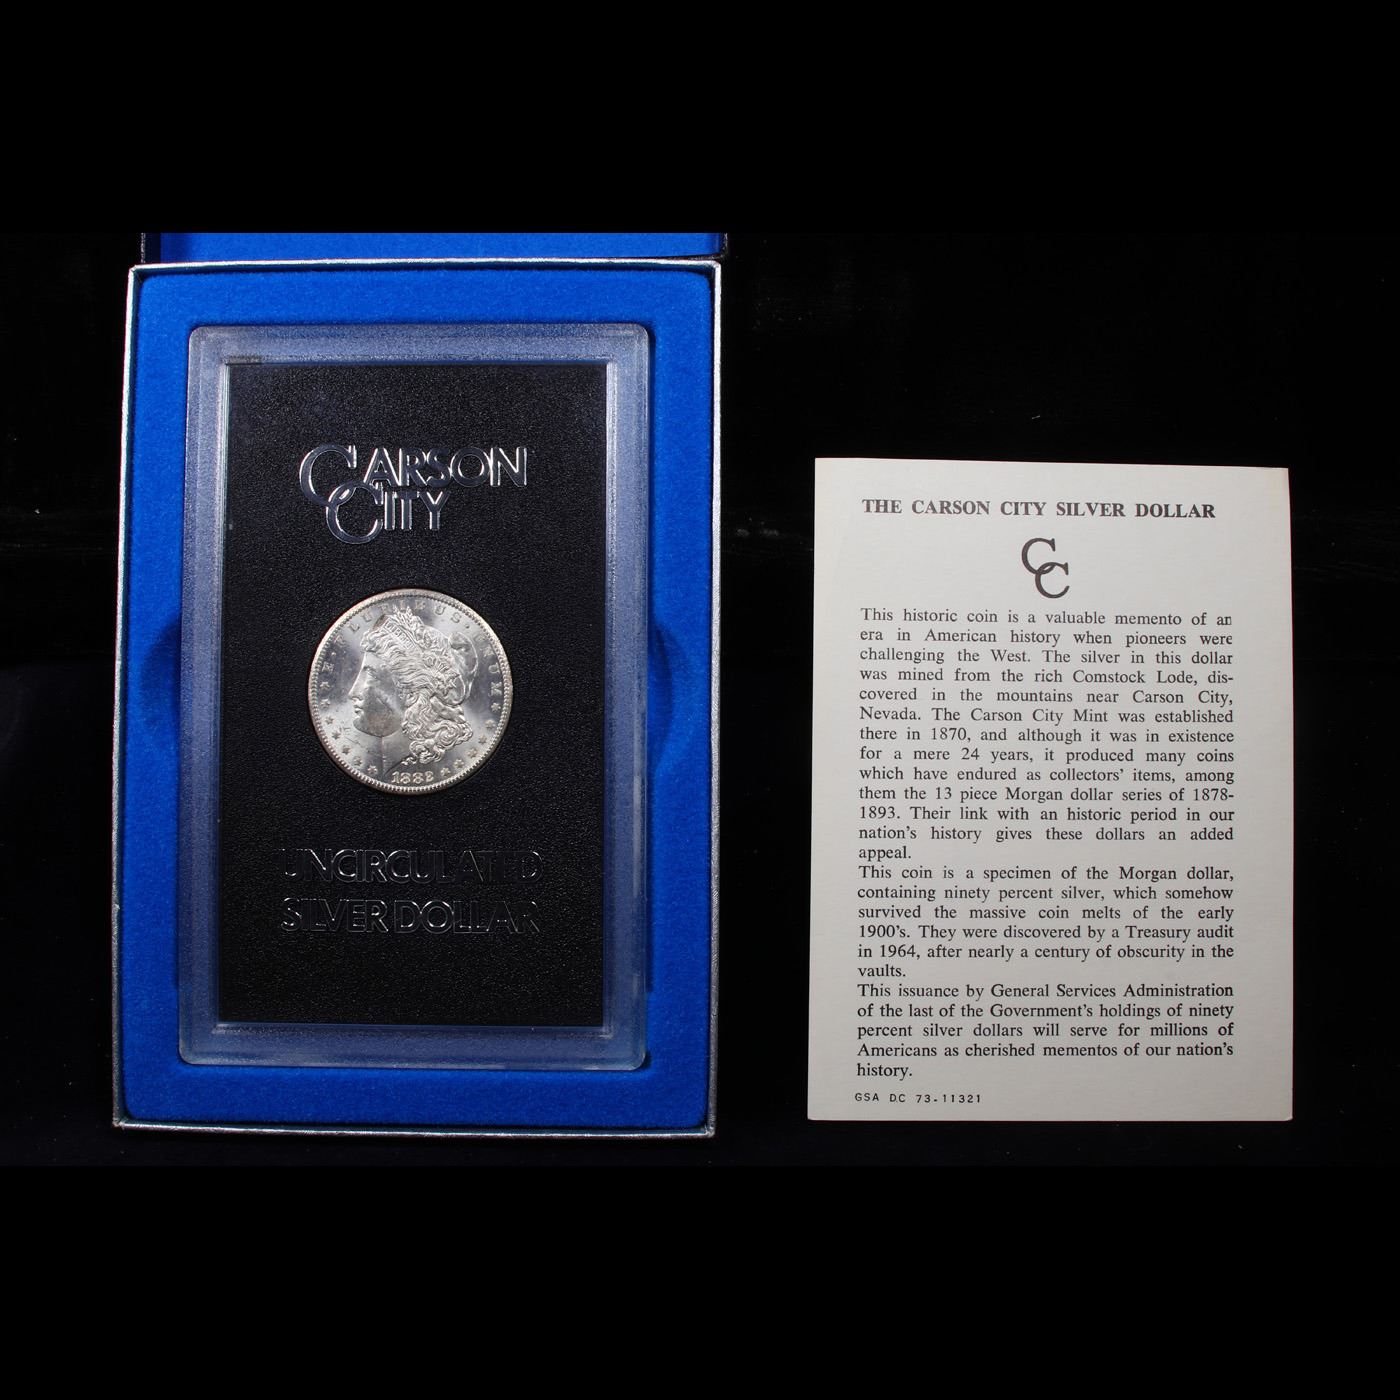 CARSON
CITY
E·PLURIBUS·UNUM
1882
UNCIRCULATED
SILVER DOLLAR
THE CARSON CITY SILVER DOLLAR
CC
This historic coin is a valuable memento of an
era in American history when pioneers were
challenging the West. The silver in this dollar
was mined from the rich Comstock Lode, dis-
covered in the mountains near Carson City,
Nevada. The Carson City Mint was established
there in 1870, and although it was in existence
for a mere 24 years, it produced many coins
which have endured as collectors' items, among
them the 13 piece Morgan dollar series of 1878-
1893. Their link with an historic period in our
nation's history gives these dollars an added
appeal.
This coin is a specimen of the Morgan dollar,
containing ninety percent silver, which somehow
survived the massive coin melts of the early
1900's. They were discovered by a Treasury audit
in 1964, after nearly a century of obscurity in the
vaults.
This issuance by General Services Administration
of the last of the Government's holdings of ninety
percent silver dollars will serve for millions of
Americans as cherished mementos of our nation's
history.
GSA DC 73-11321